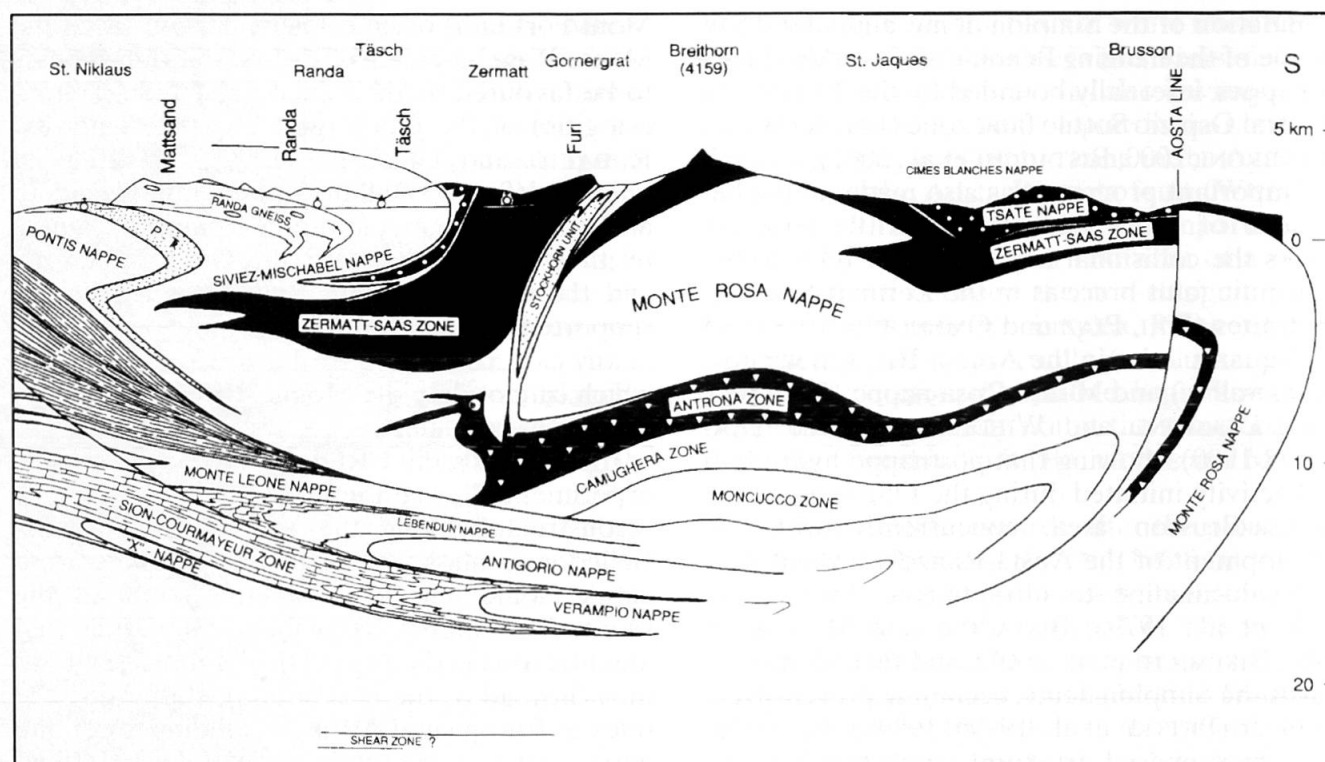 Täsch
Breithorn
Brusson
St. Niklaus
Randa
Zermatt
Gornergrat
(4159)
St. Jaques
S
Mattsand
Randa
Täsch
Furi
AOSTA LINE
5 km
CIMES BLANCHES NAPPE
RANDA GNEISS
TSATE NAPPE
P
STOCKHORN UNIT
PONTIS NAPPE
ZERMATT-SAAS ZONE
0
SIVIEZ-MISCHABEL NAPPE
MONTE ROSA NAPPE
ZERMATT-SAAS ZONE
ANTRONA ZONE
MONTE ROSA NAPPE
CAMUGHERA ZONE
10
MONTE LEONE NAPPE
MONCUCCO ZONE
SION-COURMAYEUR ZONE
LEBENDUN NAPPE
"X"- NAPPE
ANTIGORIO NAPPE
VERAMPIO NAPPE
20
SHEAR ZONE ?